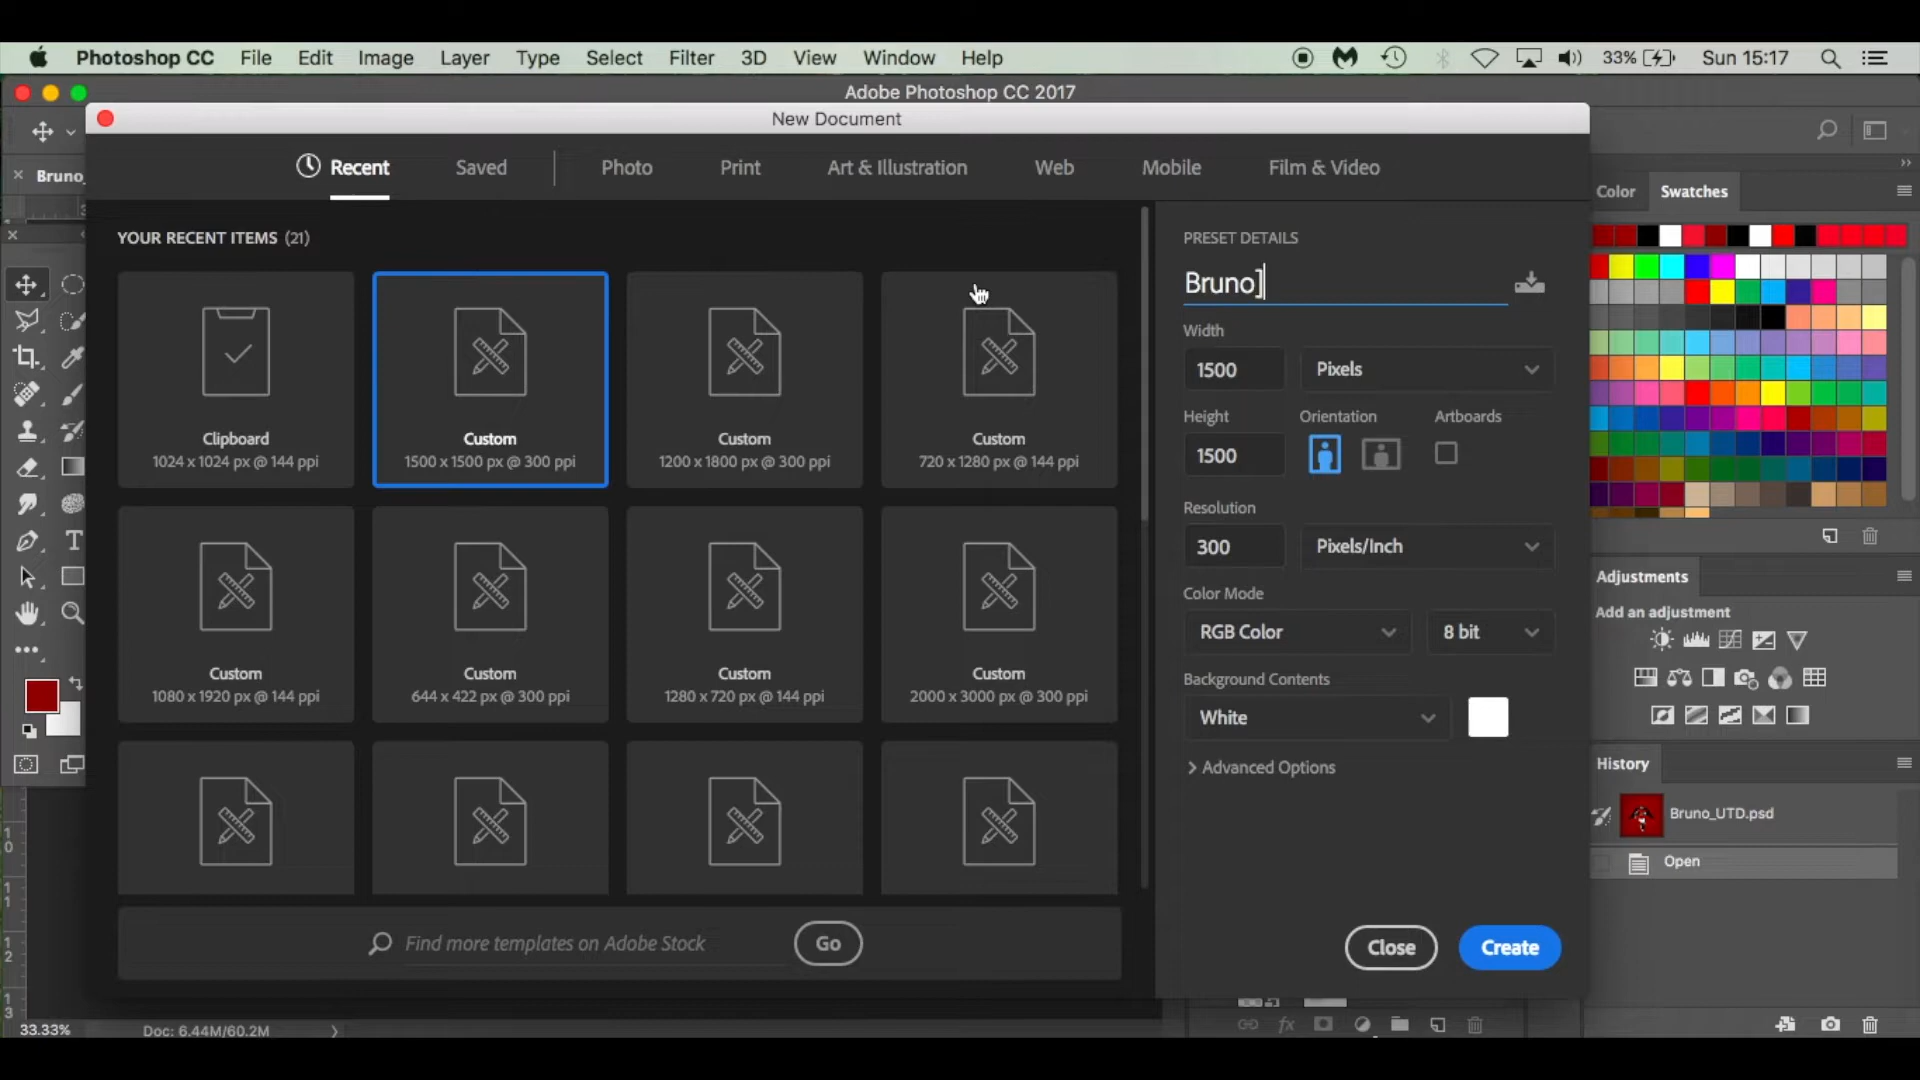 Photoshop CC File Edit Image Layer Type Select Filter 3D View Window Help 33% Sun 15:17
Adobe Photoshop CC 2017
New Document
Recent Saved Photo Print Art & Illustration Web Mobile Film & Video
Bruno_
Color Swatches
YOUR RECENT ITEMS (21)
Clipboard
1024 x 1024 px @ 144 ppi
Custom
1500 x 1500 px @ 300 ppi
Custom
1200 x 1800 px @ 300 ppi
Custom
720 x 1280 px @ 144 ppi
Custom
1080 x 1920 px @ 144 ppi
Custom
644 x 422 px @ 300 ppi
Custom
1280 x 720 px @ 144 ppi
Custom
2000 x 3000 px @ 300 ppi
Find more templates on Adobe Stock Go
PRESET DETAILS
Bruno]
Width
1500 Pixels
Height Orientation Artboards
1500
Resolution
300 Pixels/Inch
Color Mode
RGB Color 8 bit
Background Contents
White
Advanced Options
Close Create
Adjustments
Add an adjustment
History
Bruno_UTD.psd
Open
33.33% Doc: 6.44M/60.2M
fx